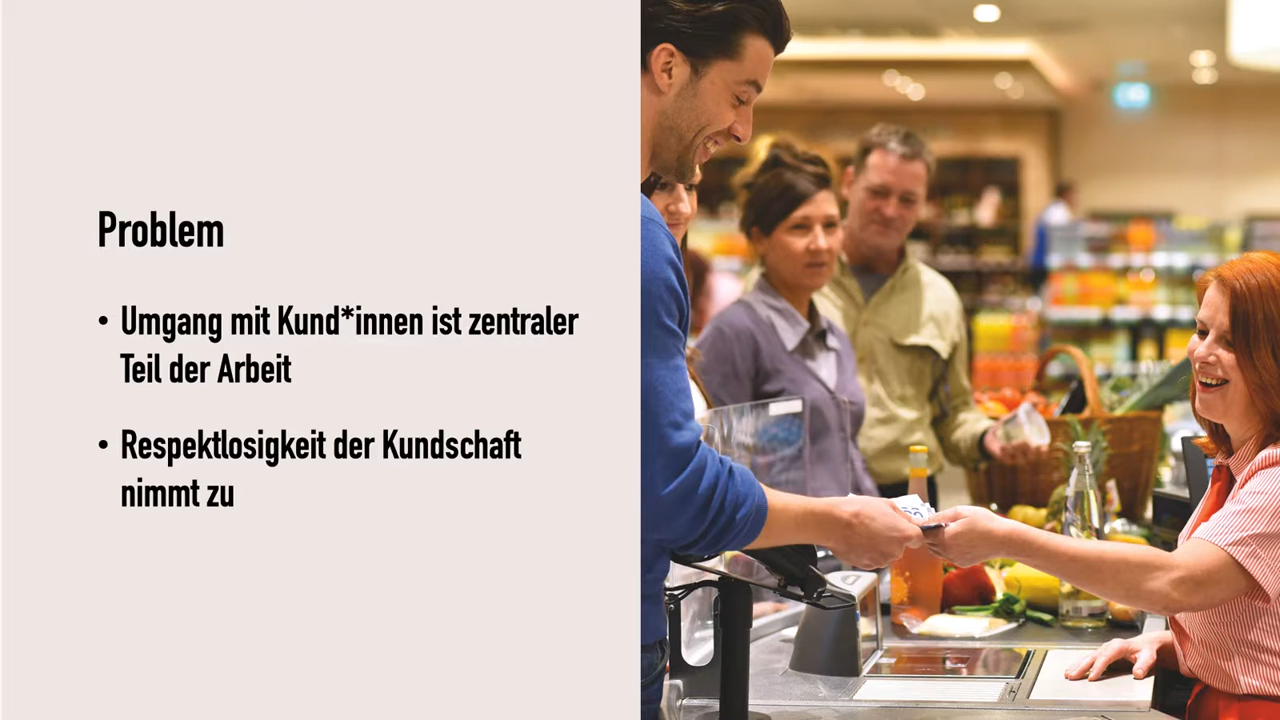 Problem
• Umgang mit Kund*innen ist zentraler
Teil der Arbeit
• Respektlosigkeit der Kundschaft
nimmt zu